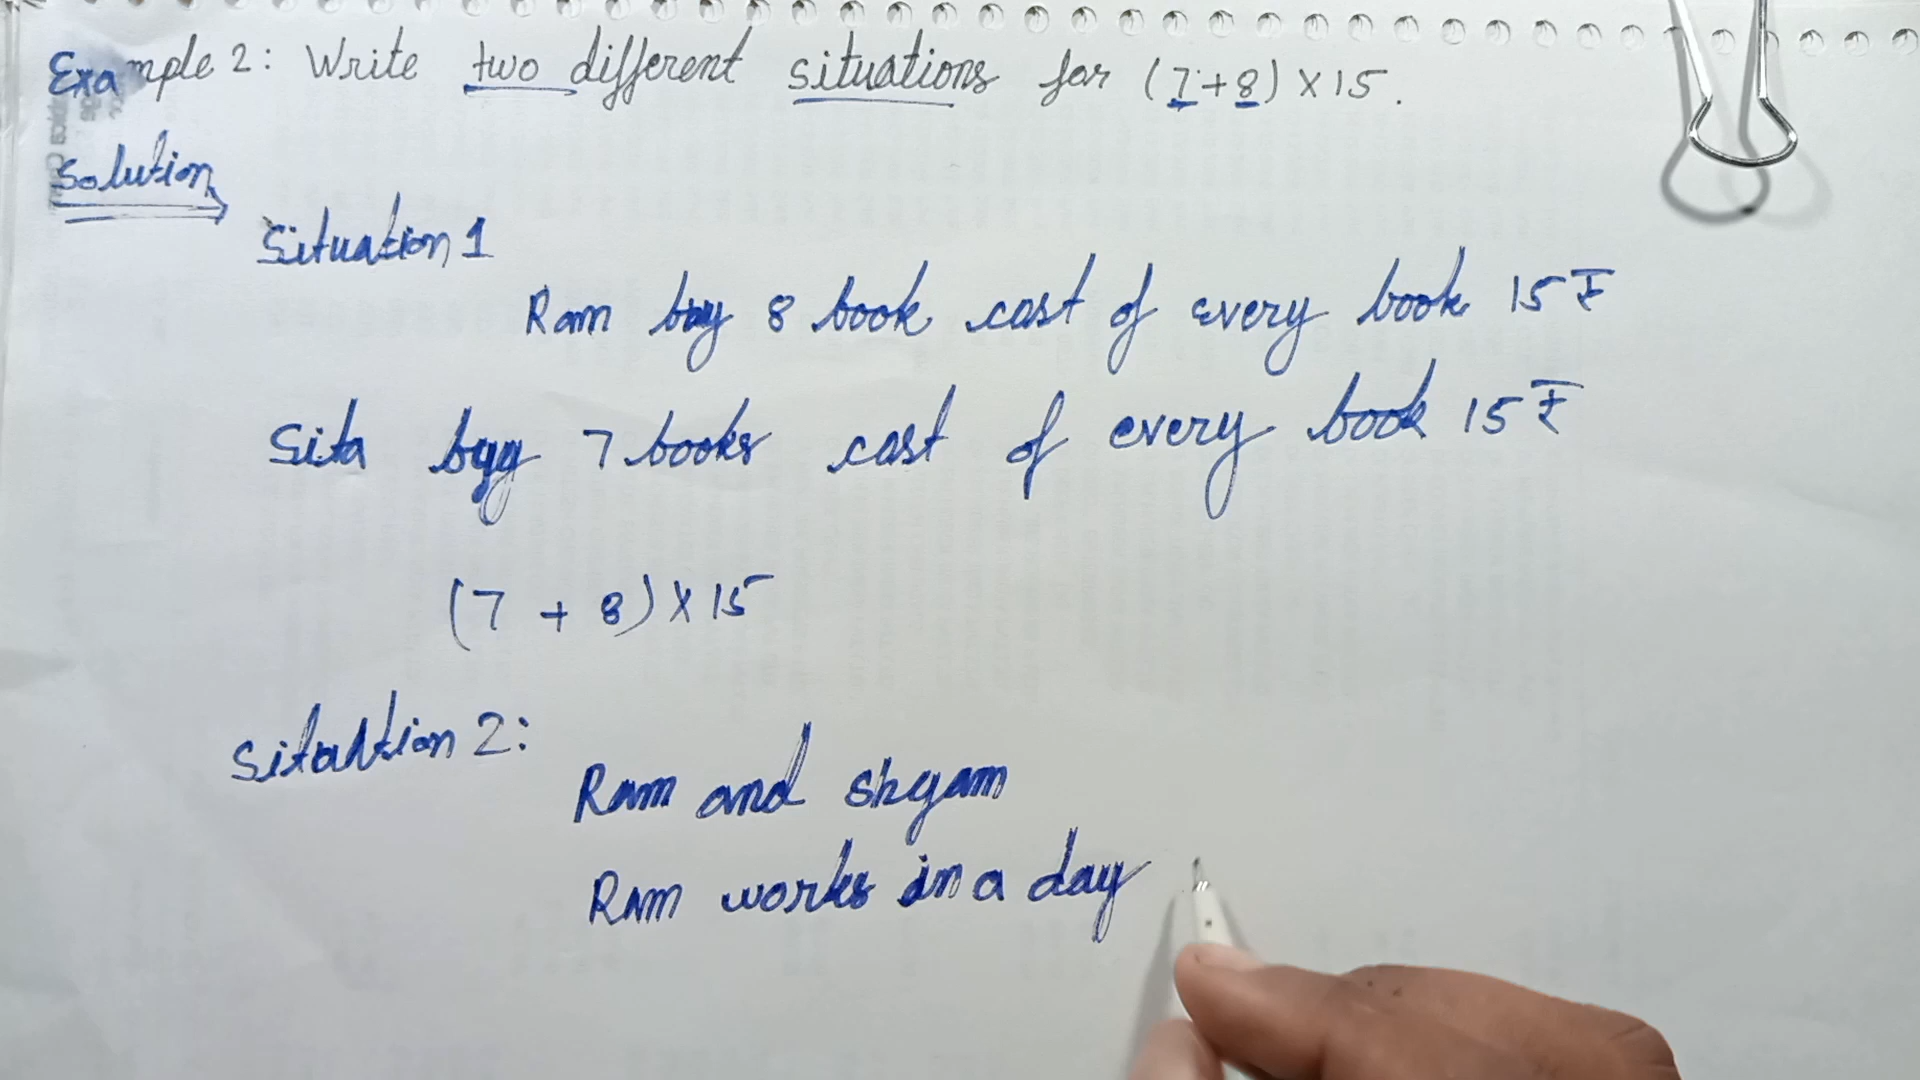 Example 2: Write two different situations for (7+8) × 15.
Solution
Situation 1
Ram buy 8 book cost of every book 15 ₹
Sita buy 7 books cost of every book 15 ₹
(7 + 8) × 15
Situation 2:
Ram and shyam
Ram works in a day